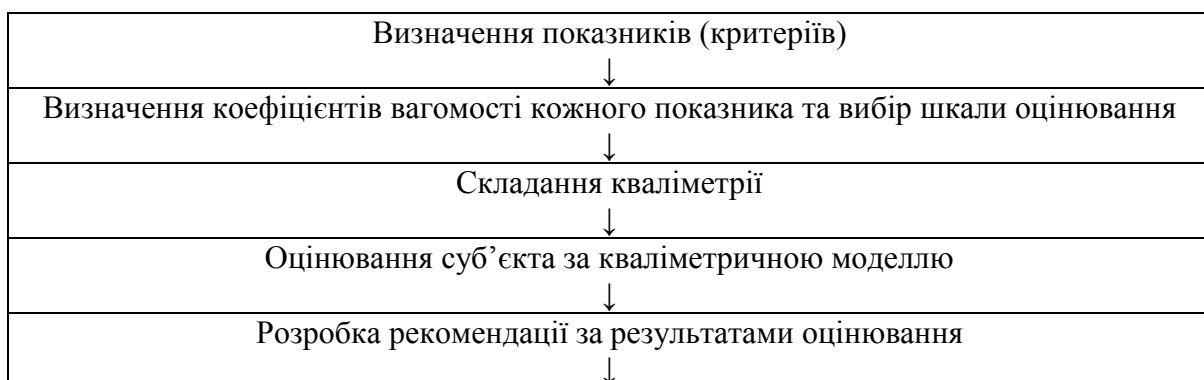 Визначення показників (критеріїв)
↓
Визначення коефіцієнтів вагомості кожного показника та вибір шкали оцінювання
↓
Складання кваліметрії
↓
Оцінювання суб’єкта за кваліметричною моделлю
↓
Розробка рекомендації за результатами оцінювання
↓